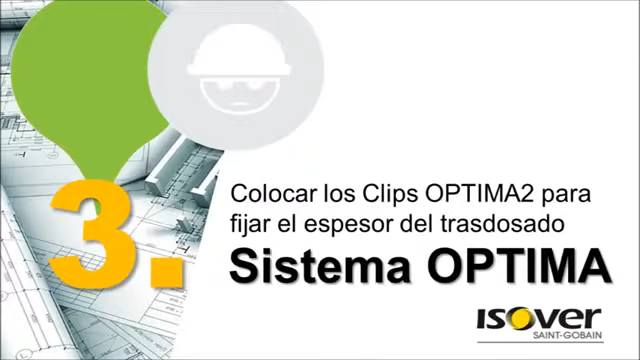 3.
Colocar los Clips OPTIMA2 para
fijar el espesor del trasdosado
Sistema OPTIMA
isover
SAINT-GOBAIN